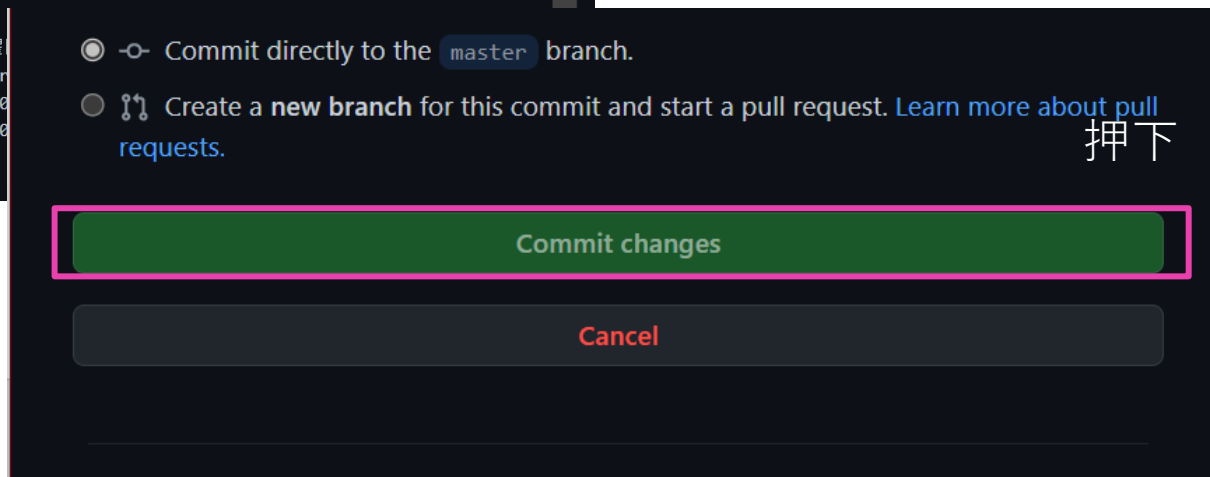 Commit directly to the master branch.
Create a new branch for this commit and start a pull request. Learn more about pull
requests.
押下
Commit changes
Cancel